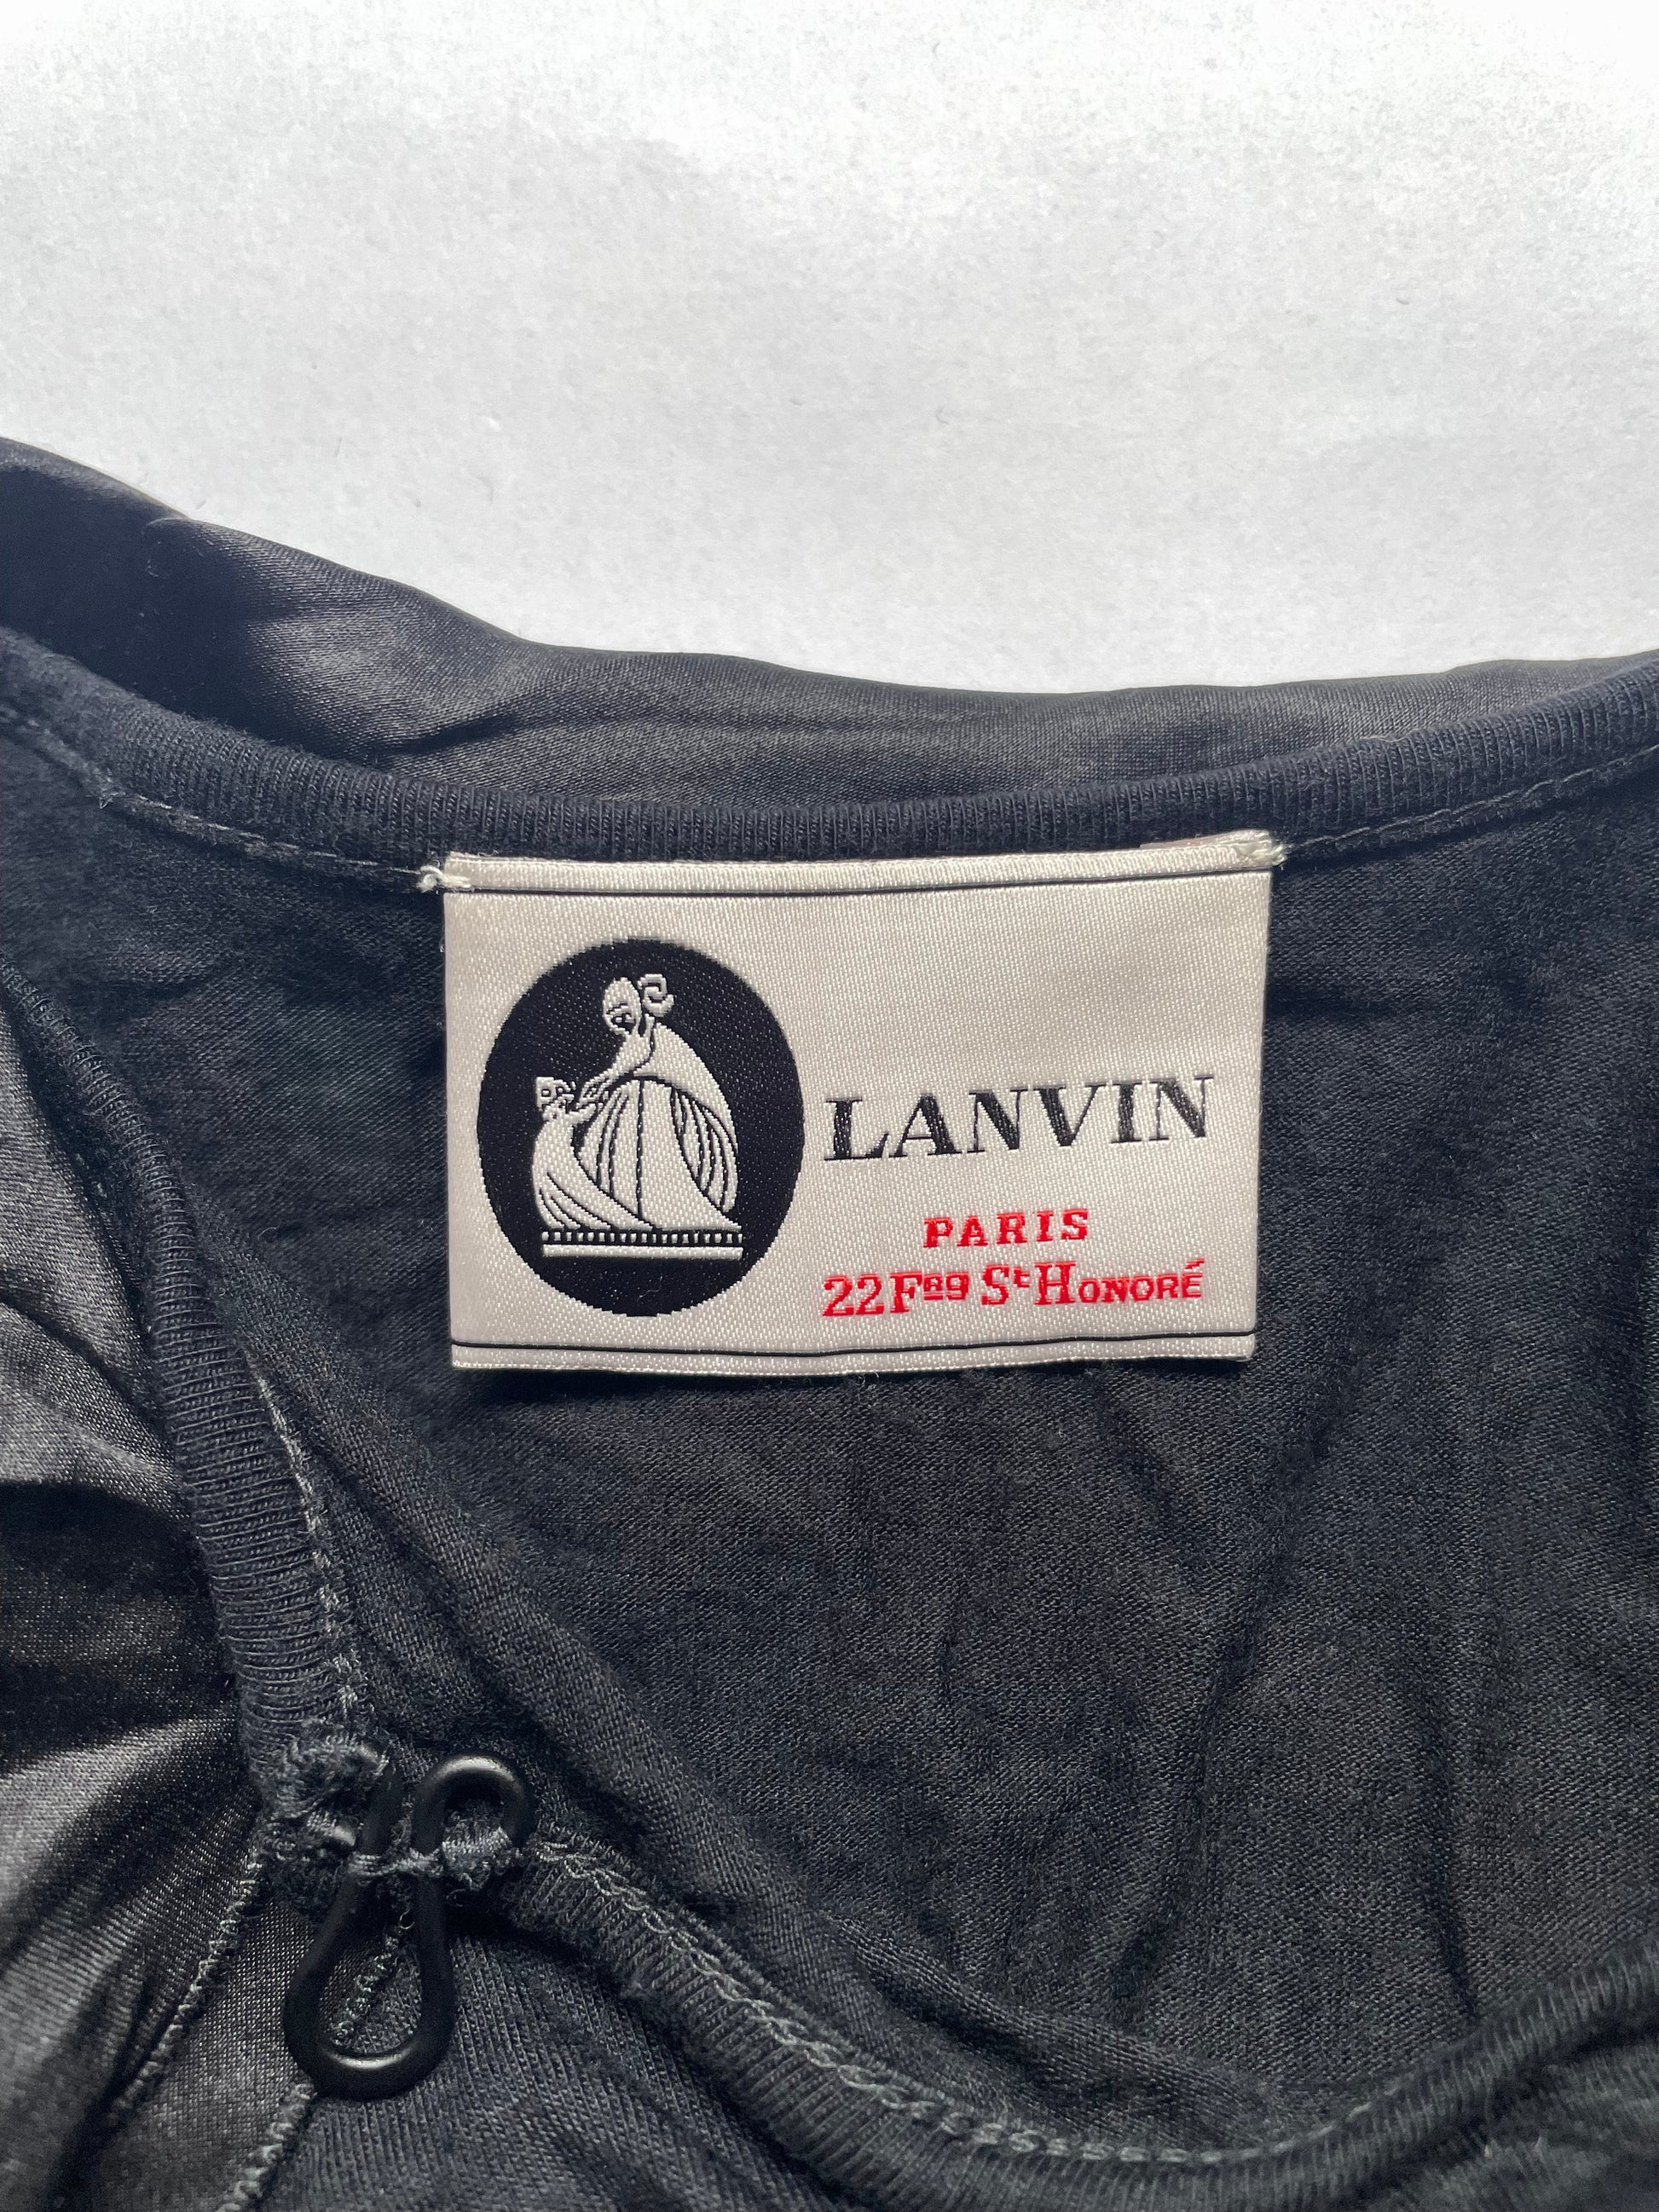 LANVIN
PARIS
22 Fbg St HONORÉ